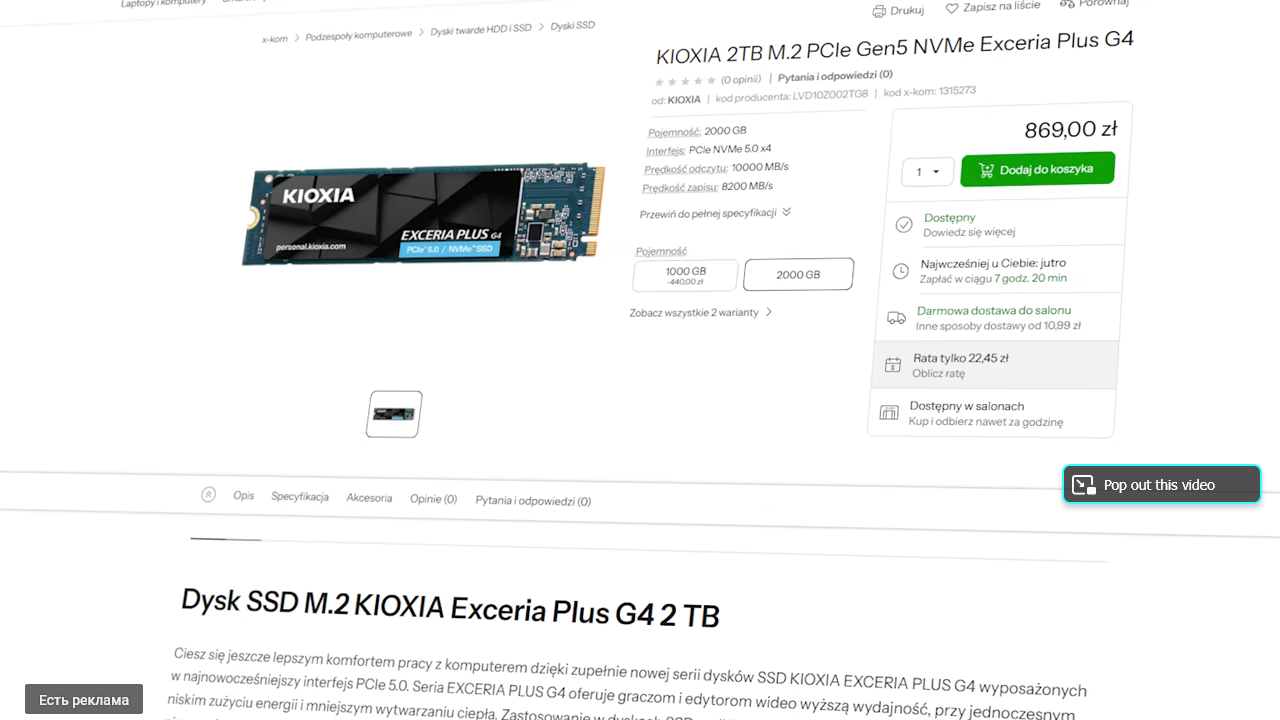 Laptopy i komputery
Drukuj
Zapisz na liście
Porównaj
x-kom
Podzespoły komputerowe
Dyski twarde HDD i SSD
Dyski SSD
KIOXIA 2TB M.2 PCIe Gen5 NVMe Exceria Plus G4
(0 opinii) | Pytania i odpowiedzi (0)
od: KIOXIA | kod producenta: LVD10Z002TG8 | kod x-kom: 1315273
Pojemność: 2000 GB
Interfejs: PCIe NVMe 5.0 x4
Prędkość odczytu: 10000 MB/s
Prędkość zapisu: 8200 MB/s
Przewiń do pełnej specyfikacji
Pojemność
1000 GB
-440,00 zł
2000 GB
Zobacz wszystkie 2 warianty
869,00 zł
1
Dodaj do koszyka
Dostępny
Dowiedz się więcej
Najwcześniej u Ciebie: jutro
Zapłać w ciągu 7 godz. 20 min
Darmowa dostawa do salonu
Inne sposoby dostawy od 10,99 zł
Rata tylko 22,45 zł
Oblicz ratę
Dostępny w salonach
Kup i odbierz nawet za godzinę
KIOXIA
EXCERIA PLUS G4
personal.kioxia.com
PCIe® 5.0 / NVMe™ SSD
Pop out this video
Opis
Specyfikacja
Akcesoria
Opinie (0)
Pytania i odpowiedzi (0)
Dysk SSD M.2 KIOXIA Exceria Plus G4 2 TB
Ciesz się jeszcze lepszym komfortem pracy z komputerem dzięki zupełnie nowej serii dysków SSD KIOXIA EXCERIA PLUS G4 wyposażonych
w najnowocześniejszy interfejs PCIe 5.0. Seria EXCERIA PLUS G4 oferuje graczom i edytorom wideo wyższą wydajność, przy jednoczesnym
niskim zużyciu energii i mniejszym wytwarzaniu ciepła. Zastosowanie w dyskach
Есть реклама